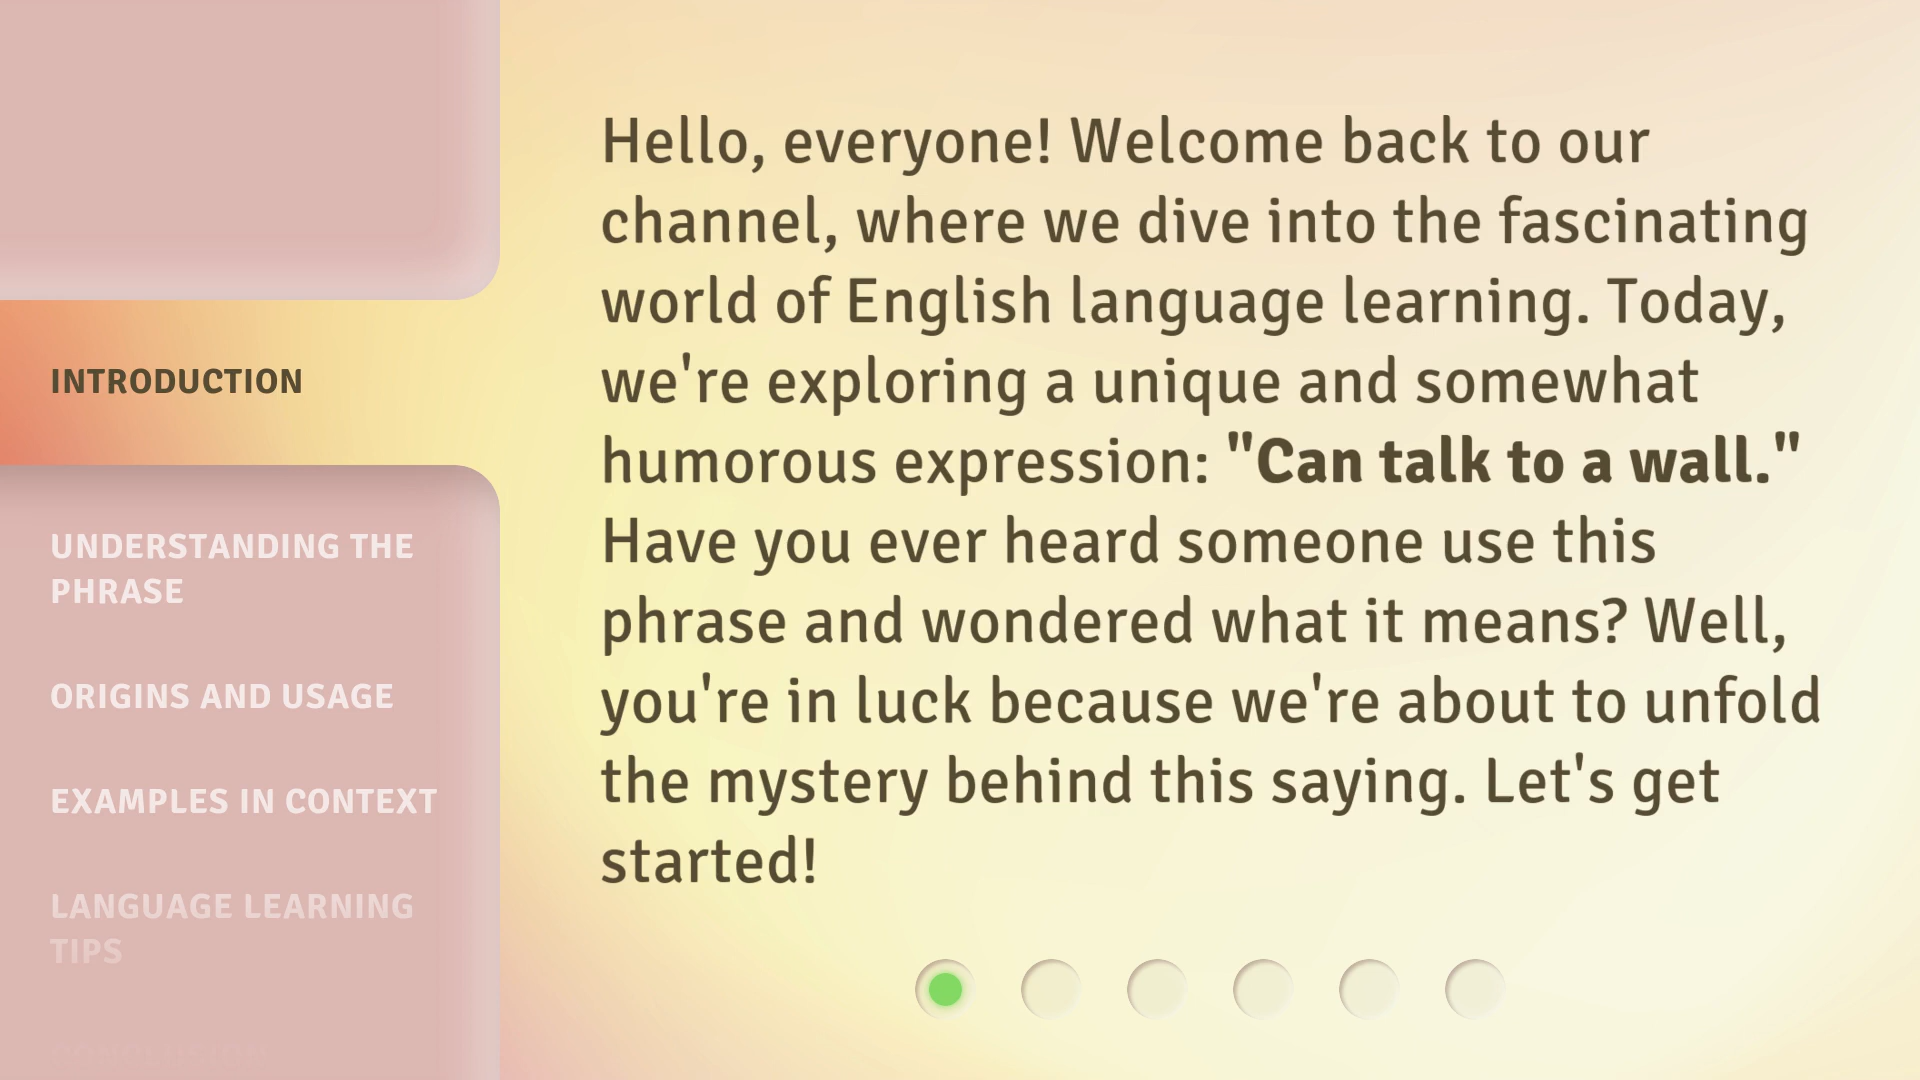 INTRODUCTION
UNDERSTANDING THE
PHRASE
ORIGINS AND USAGE
EXAMPLES IN CONTEXT
LANGUAGE LEARNING
TIPS
CONCLUSION
Hello, everyone! Welcome back to our
channel, where we dive into the fascinating
world of English language learning. Today,
we're exploring a unique and somewhat
humorous expression: "Can talk to a wall."
Have you ever heard someone use this
phrase and wondered what it means? Well,
you're in luck because we're about to unfold
the mystery behind this saying. Let's get
started!